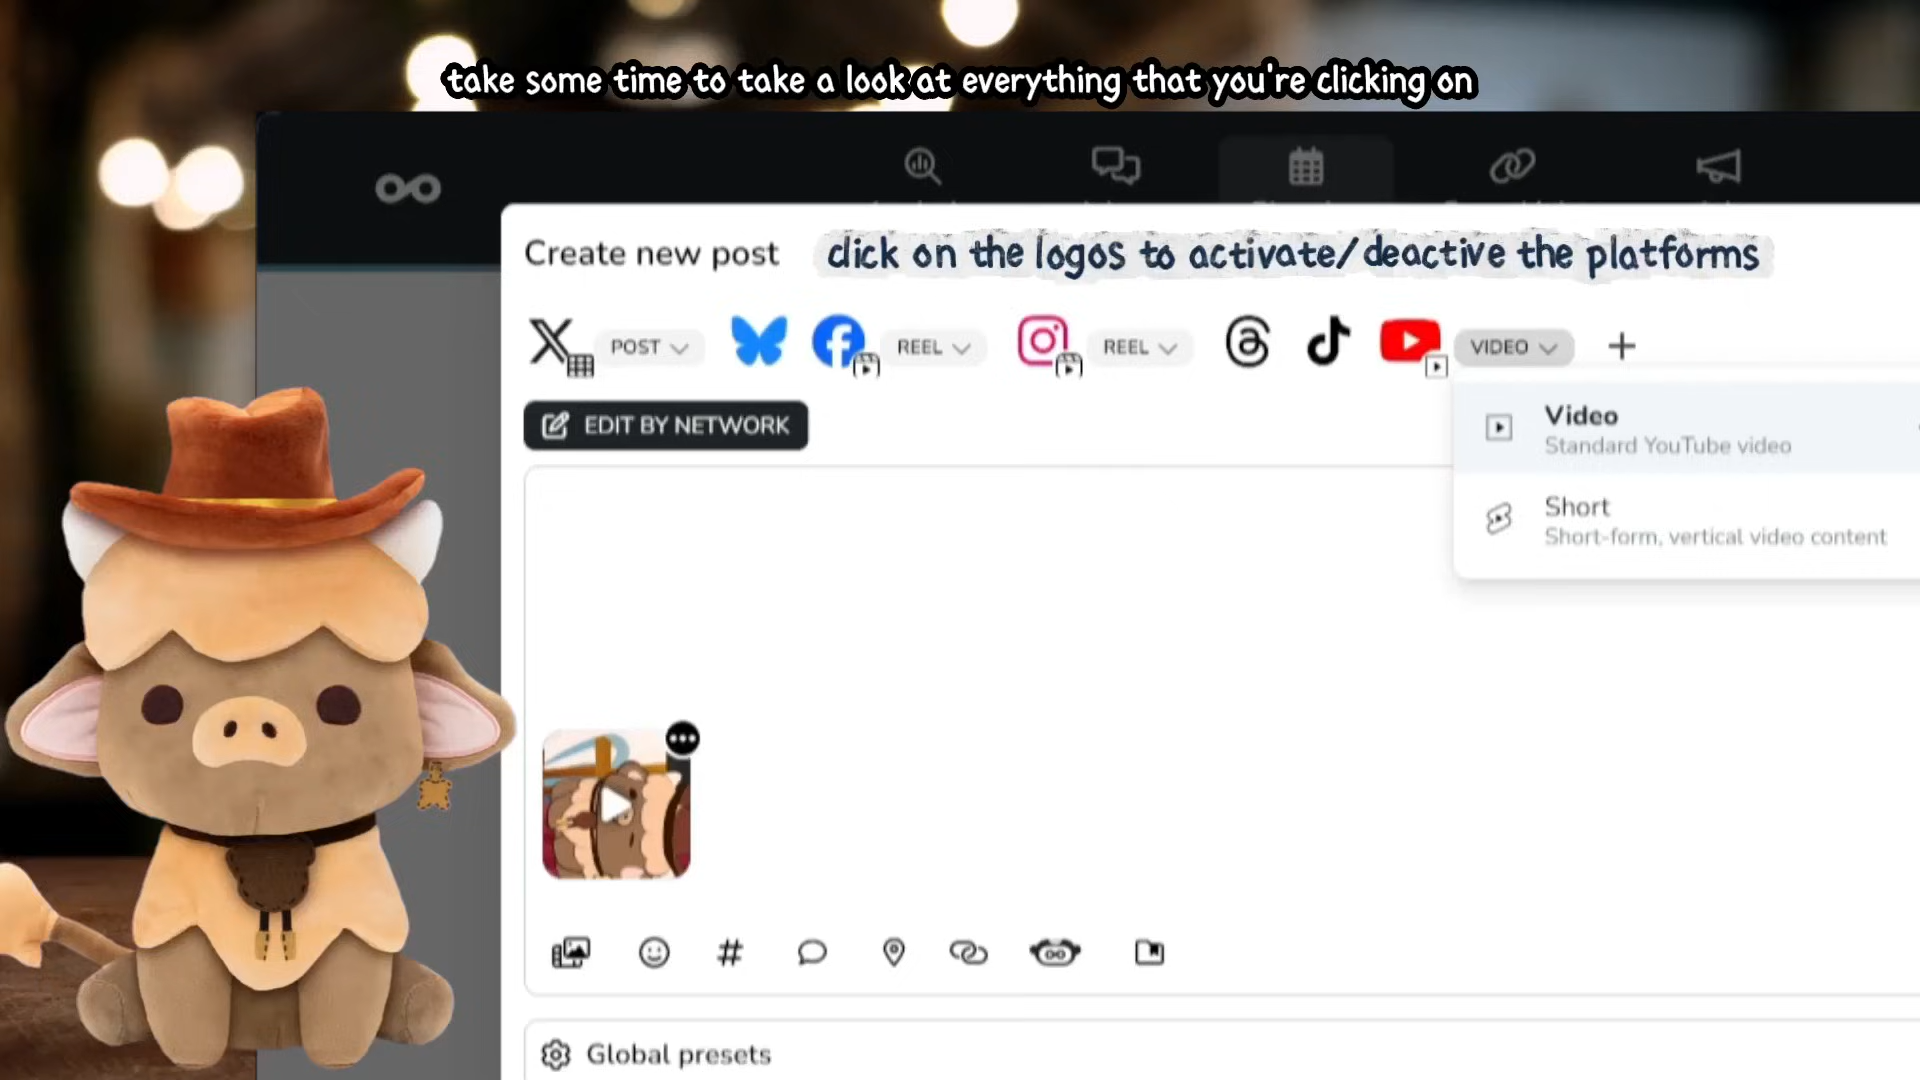 take some time to take a look at everything that you're clicking on
Create new post
click on the logos to activate/deactive the platforms
POST
REEL
REEL
VIDEO
EDIT BY NETWORK
Video
Standard YouTube video
Short
Short-form, vertical video content
Global presets